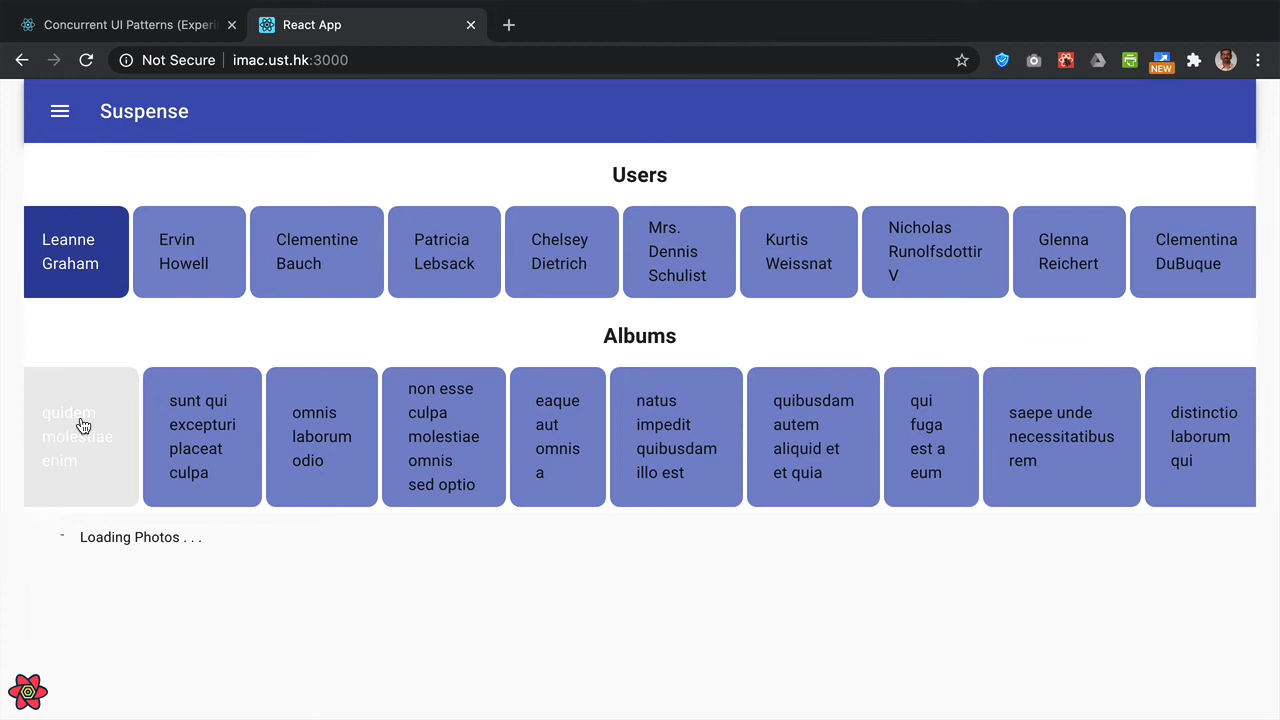 Concurrent UI Patterns (Experi
React App
Not Secure
imac.ust.hk:3000
NEW
Suspense
Users
Leanne
Graham
Ervin
Howell
Clementine
Bauch
Patricia
Lebsack
Chelsey
Dietrich
Mrs.
Dennis
Schulist
Kurtis
Weissnat
Nicholas
Runolfsdottir
V
Glenna
Reichert
Clementina
DuBuque
Albums
quidem
molestiae
enim
sunt qui
excepturi
placeat
culpa
omnis
laborum
odio
non esse
culpa
molestiae
omnis
sed optio
eaque
aut
omnis
a
natus
impedit
quibusdam
illo est
quibusdam
autem
aliquid et
et quia
qui
fuga
est a
eum
saepe unde
necessitatibus
rem
distinctio
laborum
qui
Loading Photos . . .